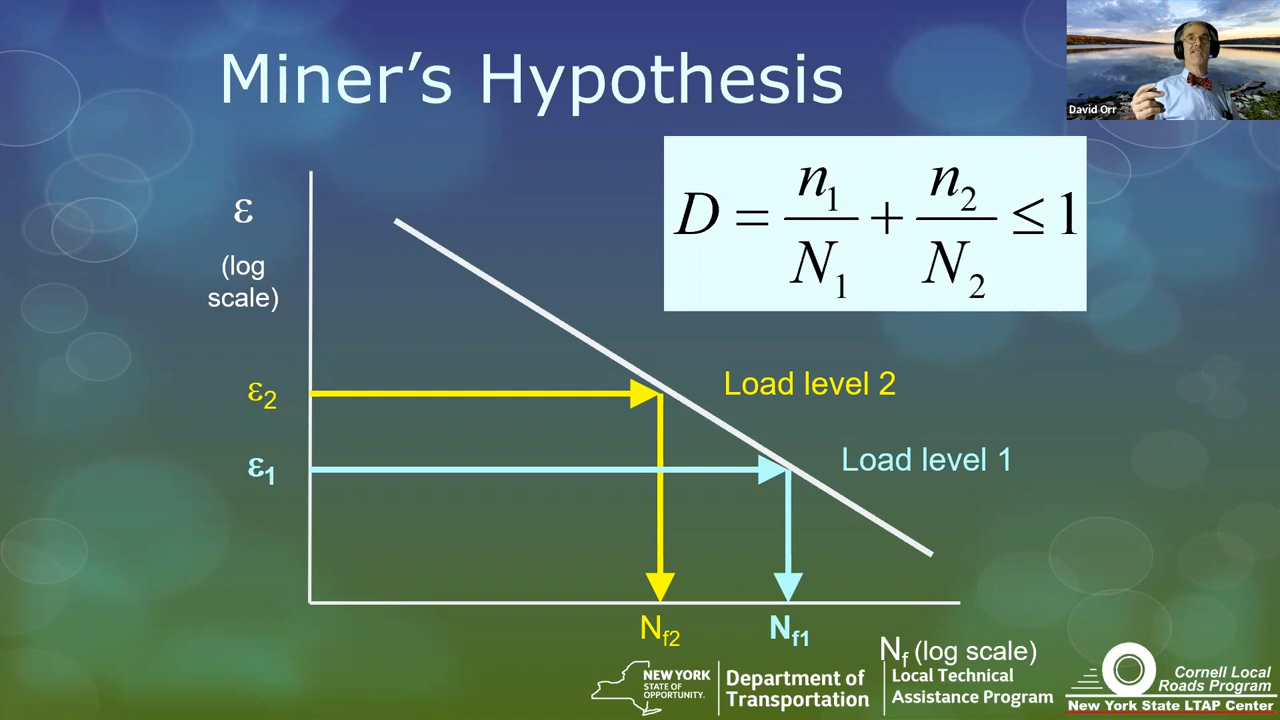 Miner's Hypothesis
David Orr
D = n₁/N₁ + n₂/N₂ ≤ 1
ε
(log
scale)
ε₂
Load level 2
ε₁
Load level 1
Nf2
Nf1
Nf (log scale)
NEW YORK
STATE OF
OPPORTUNITY.
Department of
Transportation
Local Technical
Assistance Program
Cornell Local
Roads Program
New York State LTAP Center